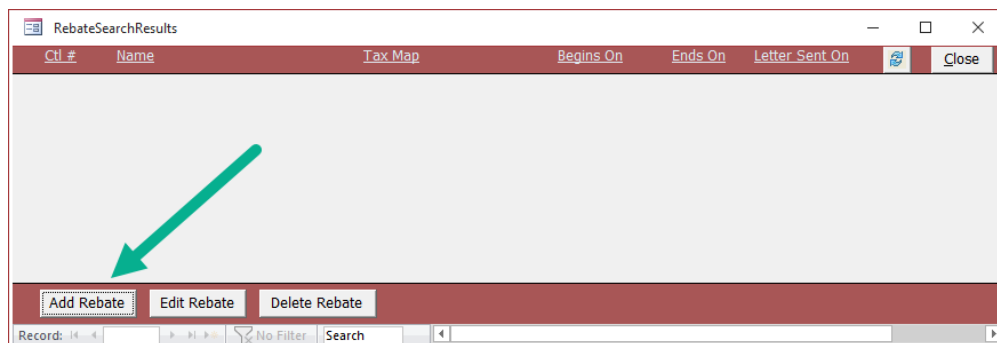 RebateSearchResults
Ctl # Name Tax Map Begins On Ends On Letter Sent On Close
Add Rebate Edit Rebate Delete Rebate
Record: No Filter Search